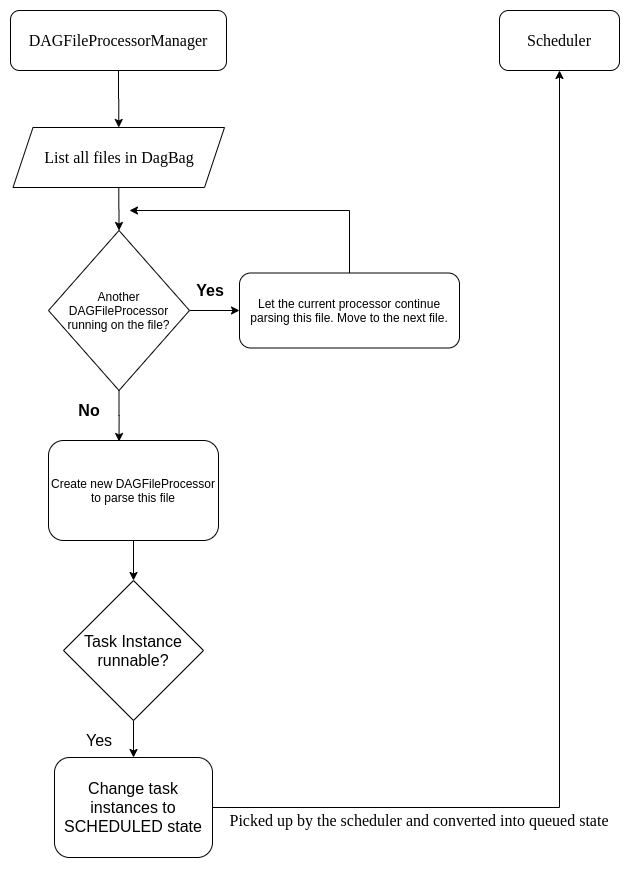 DAGFileProcessorManager
Scheduler
List all files in DagBag
Another
DAGFileProcessor
running on the file?
Yes
Let the current processor continue
parsing this file. Move to the next file.
No
Create new DAGFileProcessor
to parse this file
Task Instance
runnable?
Yes
Change task
instances to
SCHEDULED state
Picked up by the scheduler and converted into queued state